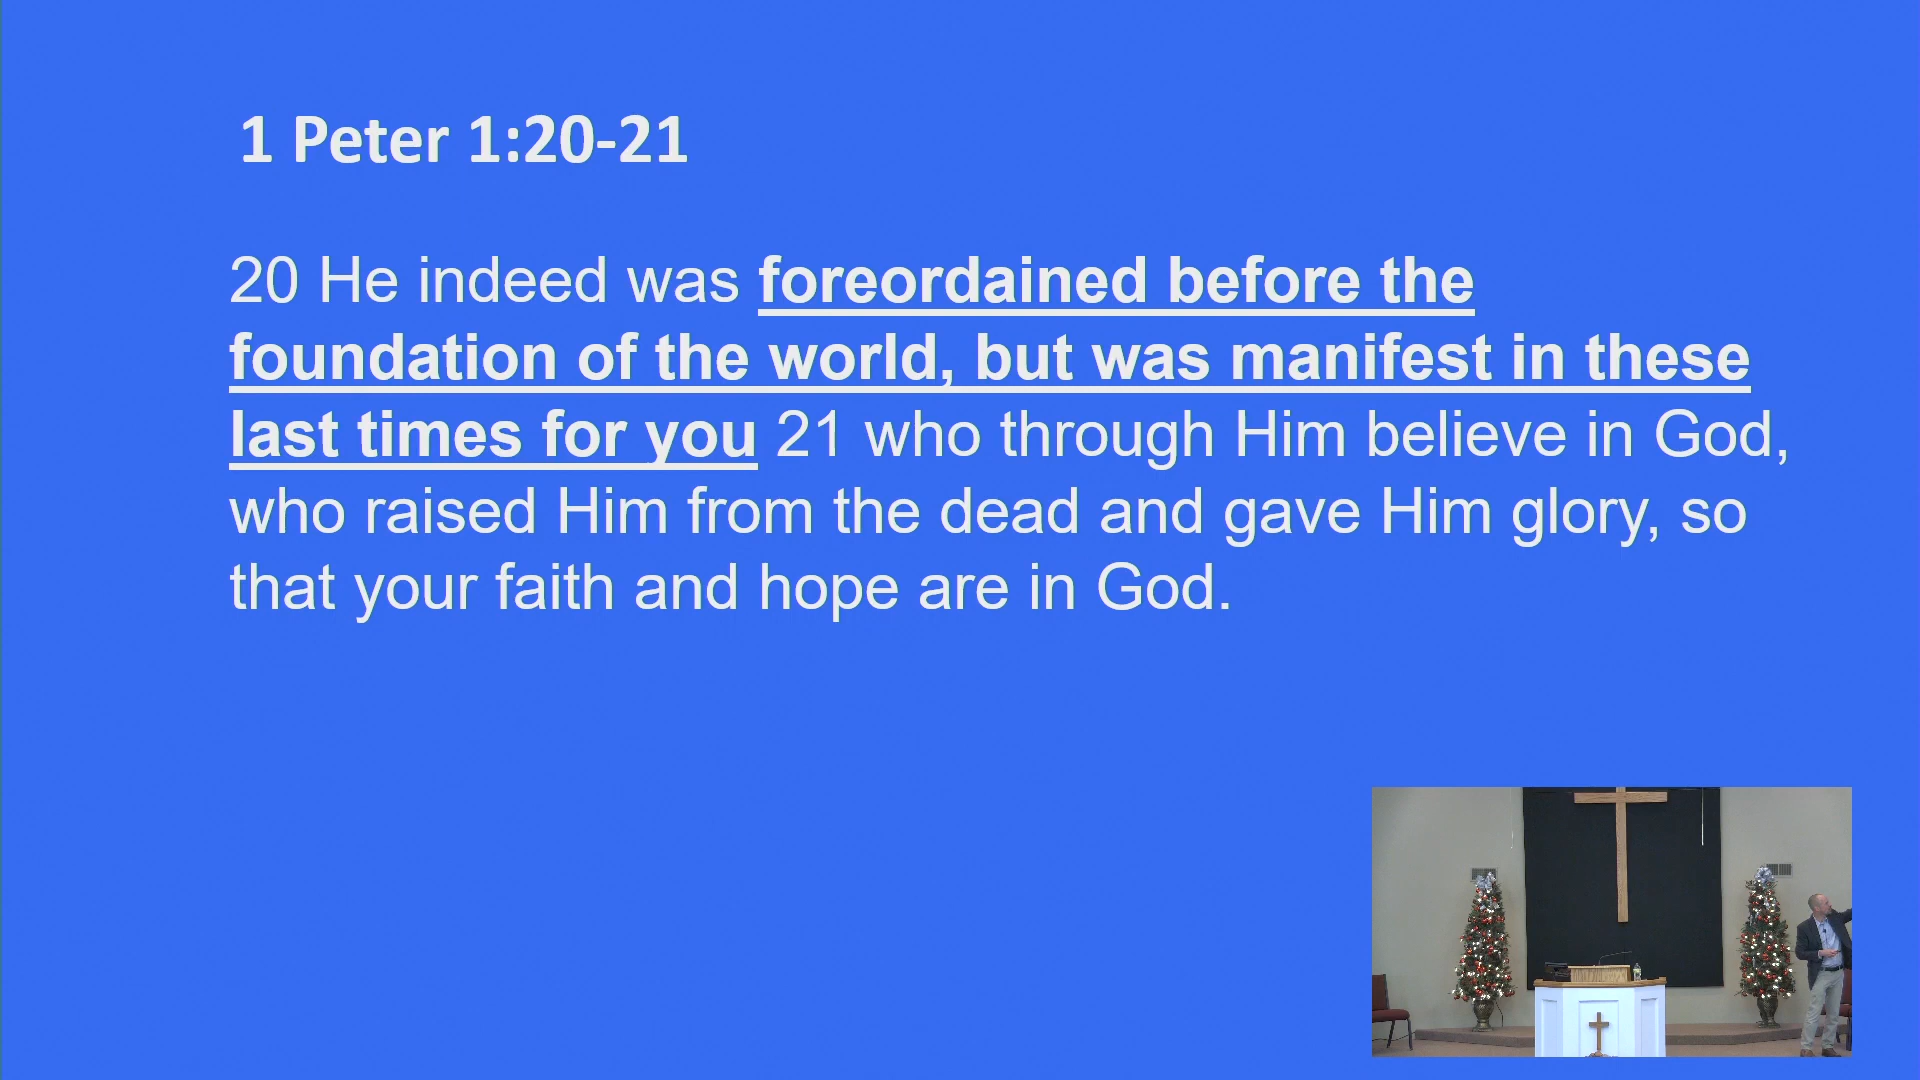 1 Peter 1:20-21
20 He indeed was foreordained before the
foundation of the world, but was manifest in these
last times for you 21 who through Him believe in God,
who raised Him from the dead and gave Him glory, so
that your faith and hope are in God.